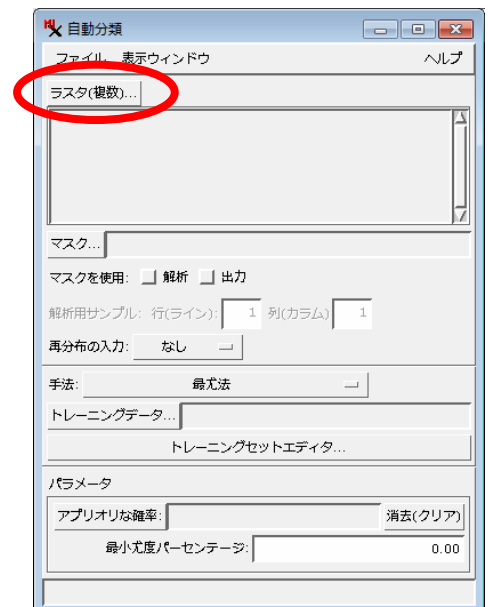 自動分類
ファイル 表示ウィンドウ ヘルプ
ラスタ(複数)...
マスク...
マスクを使用: 解析 出力
解析用サンプル: 行(ライン): 1 列(カラム) 1
再分布の入力: なし
手法: 最尤法
トレーニングデータ...
トレーニングセットエディタ...
パラメータ
アプリオリな確率: 消去(クリア)
最小尤度パーセンテージ: 0.00